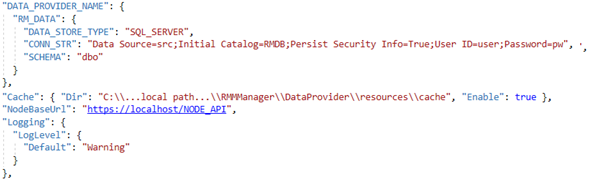 "DATA_PROVIDER_NAME": {
"RM_DATA": {
"DATA_STORE_TYPE": "SQL_SERVER",
"CONN_STR": "Data Source=src;Initial Catalog=RMDB;Persist Security Info=True;User ID=user;Password=pw", ·,
"SCHEMA": "dbo"
}
},
"Cache": { "Dir": "C:\\...local path...\\RMMManager\\DataProvider\\resources\\cache", "Enable": true },
"NodeBaseUrl": "https://localhost/NODE_API",
"Logging": {
"LogLevel": {
"Default": "Warning"
}
},